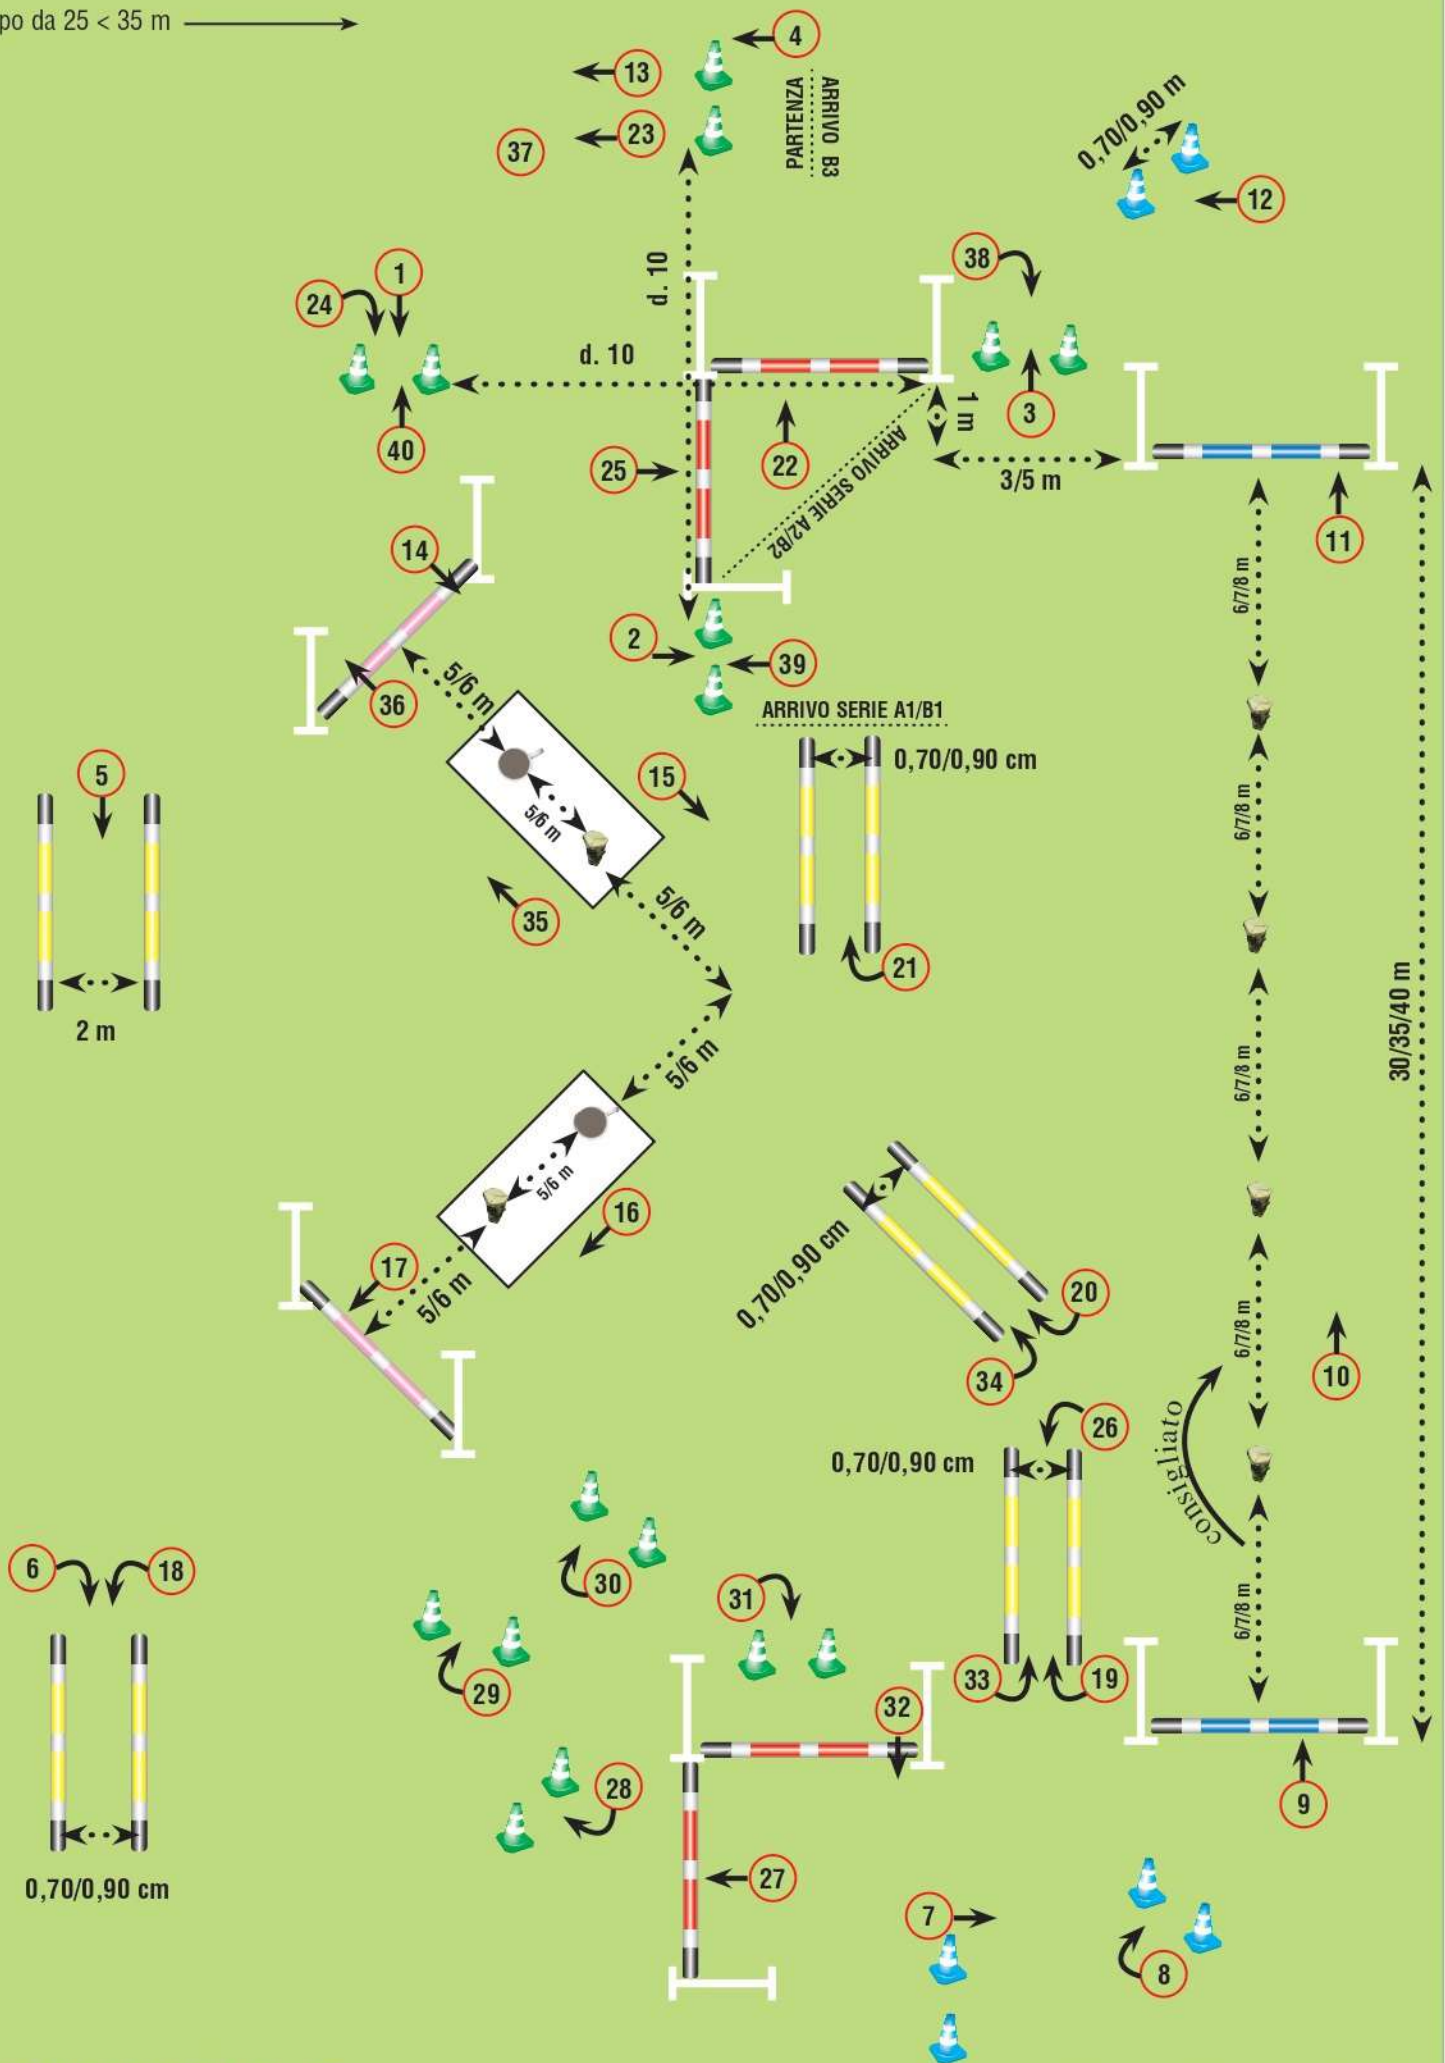 po da 25 < 35 m
4
13
PARTENZA
ARRIVO B3
23
37
0,70/0,90 m
12
38
1
24
d. 10
d. 10
3
1 m
40
25
22
ARRIVO SERIE A2/B2
3/5 m
11
14
6/7/8 m
2
39
36
5/6 m
ARRIVO SERIE A1/B1
0,70/0,90 cm
5
15
5/6 m
6/7/8 m
35
5/6 m
21
2 m
5/6 m
6/7/8 m
30/35/40 m
5/6 m
16
17
5/6 m
0,70/0,90 cm
20
34
6/7/8 m
10
26
0,70/0,90 cm
consigliato
6
18
30
31
6/7/8 m
29
33
19
32
28
9
0,70/0,90 cm
27
7
8